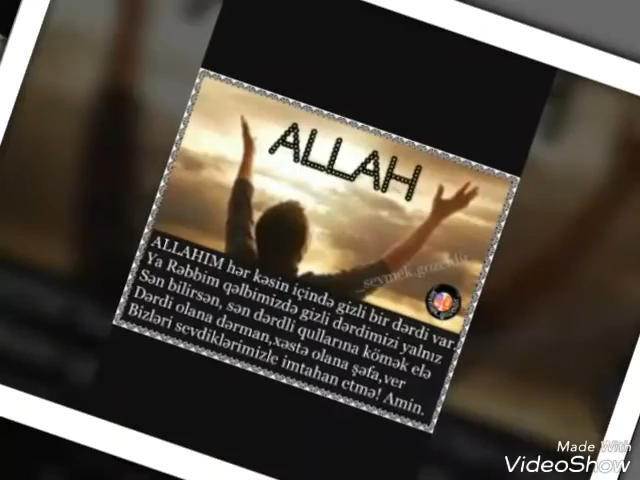 ALLAH
ALLAHIM hər kəsin içində gizli bir dərdi var
Ya Rəbbim qəlbimizdə gizli dərdimizi yalnız
Sən bilirsən, sən dərdli qullarına kömək elə
Dərdi olana dərman,xəstə olana şəfa,ver
Bizləri sevdiklərimizle imtahan etmə! Amin.
Made With
VideoShow